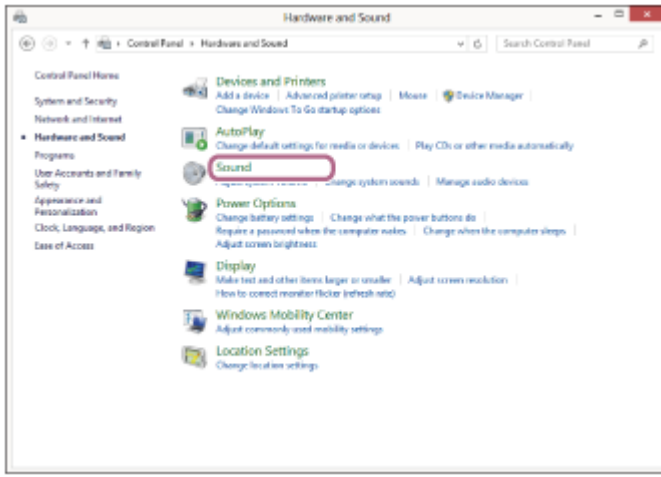 Hardware and Sound
Control Panel
Hardware and Sound
Search Control Panel
Control Panel Home
System and Security
Network and Internet
Hardware and Sound
Programs
User Accounts and Family
Safety
Appearance and
Personalization
Clock, Language, and Region
Ease of Access
Devices and Printers
Add a device
Advanced printer setup
Mouse
Device Manager
Change Windows To Go startup options
AutoPlay
Change default settings for media or devices
Play CDs or other media automatically
Sound
Change system sounds
Manage audio devices
Power Options
Change battery settings
Change what the power buttons do
Require a password when the computer wakes
Change when the computer sleeps
Adjust screen brightness
Display
Make text and other items larger or smaller
Adjust screen resolution
How to correct monitor flicker (refresh rate)
Windows Mobility Center
Adjust commonly used mobility settings
Location Settings
Change location settings